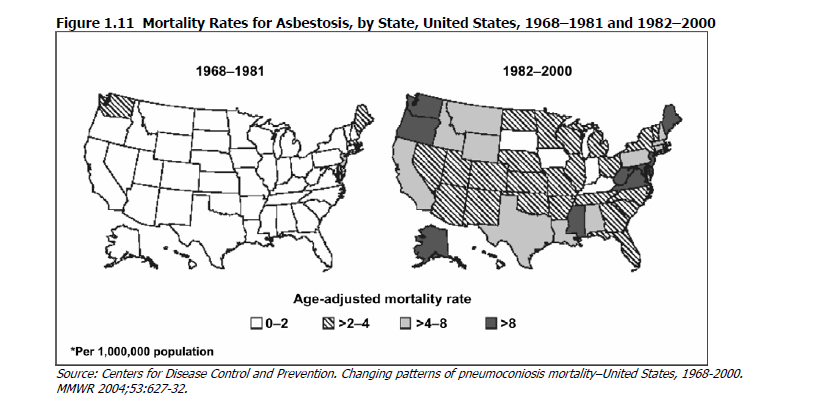 Figure 1.11  Mortality Rates for Asbestosis, by State, United States, 1968–1981 and 1982–2000
1968–1981
1982–2000
Age-adjusted mortality rate
0–2
>2–4
>4–8
>8
*Per 1,000,000 population
Source: Centers for Disease Control and Prevention. Changing patterns of pneumoconiosis mortality–United States, 1968-2000.
MMWR 2004;53:627-32.